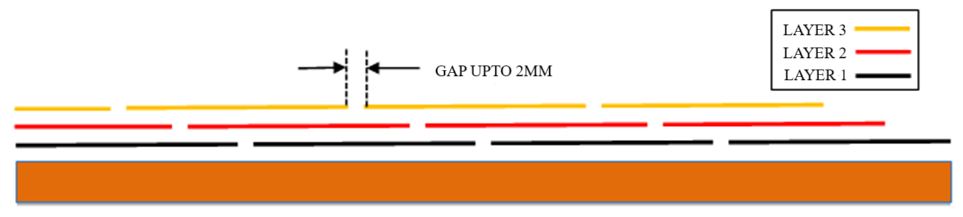 LAYER 3
LAYER 2
GAP UPTO 2MM
LAYER 1